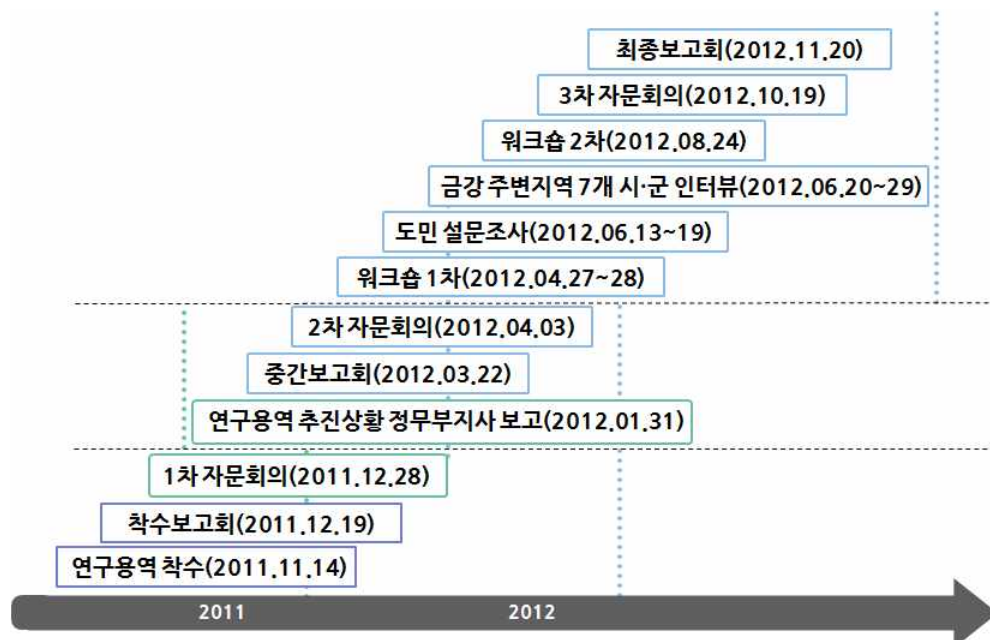 최종보고회(2012.11.20)
3차 자문회의(2012.10.19)
워크숍 2차(2012.08.24)
금강 주변지역 7개 시·군 인터뷰(2012.06.20~29)
도민 설문조사(2012.06.13~19)
워크숍 1차(2012.04.27~28)
2차 자문회의(2012.04.03)
중간보고회(2012.03.22)
연구용역 추진상황 정무부지사 보고(2012.01.31)
1차 자문회의(2011.12.28)
착수보고회(2011.12.19)
연구용역 착수(2011.11.14)
2011 2012